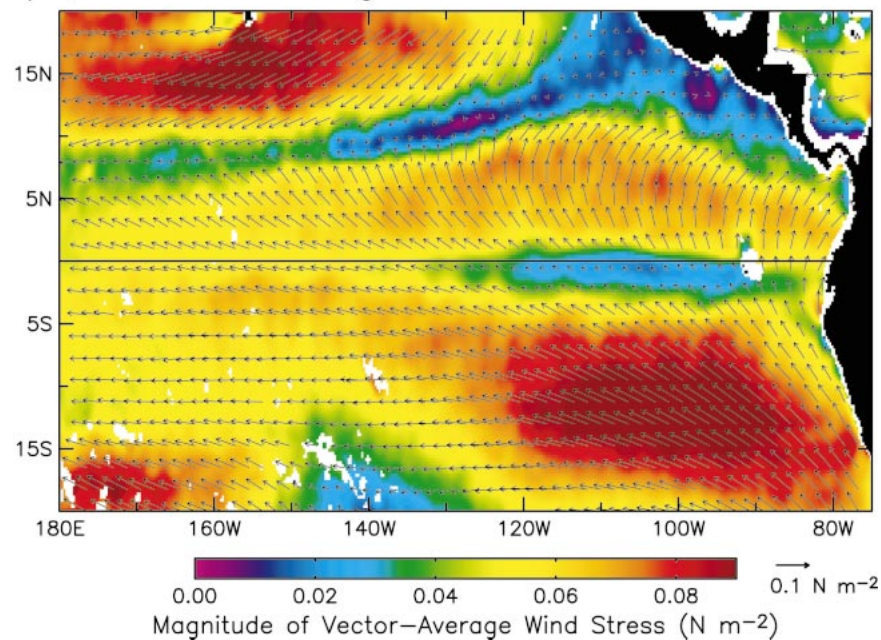 15N
5N
5S
15S
180E 160W 140W 120W 100W 80W
0.00 0.02 0.04 0.06 0.08
0.1 N m⁻²
Magnitude of Vector−Average Wind Stress (N m⁻²)